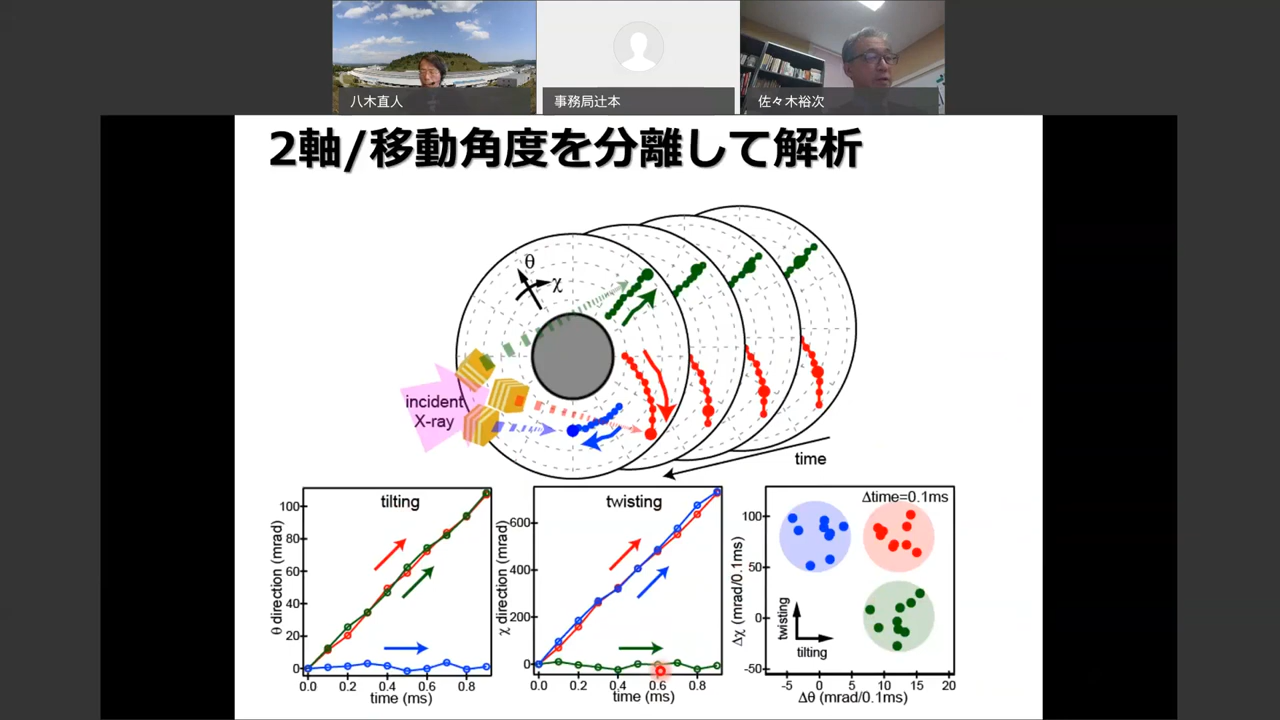 八木直人
事務局辻本
佐々木裕次
2軸/移動角度を分離して解析
θ
χ
incident
X-ray
time
tilting
θ direction (mrad)
100
80
60
40
20
0
0.0 0.2 0.4 0.6 0.8
time (ms)
twisting
χ direction (mrad)
600
400
200
0
0.0 0.2 0.4 0.6 0.8
time (ms)
Δtime=0.1ms
Δχ (mrad/0.1ms)
100
50
0
-50
twisting
tilting
-5 0 5 10 15 20
Δθ (mrad/0.1ms)